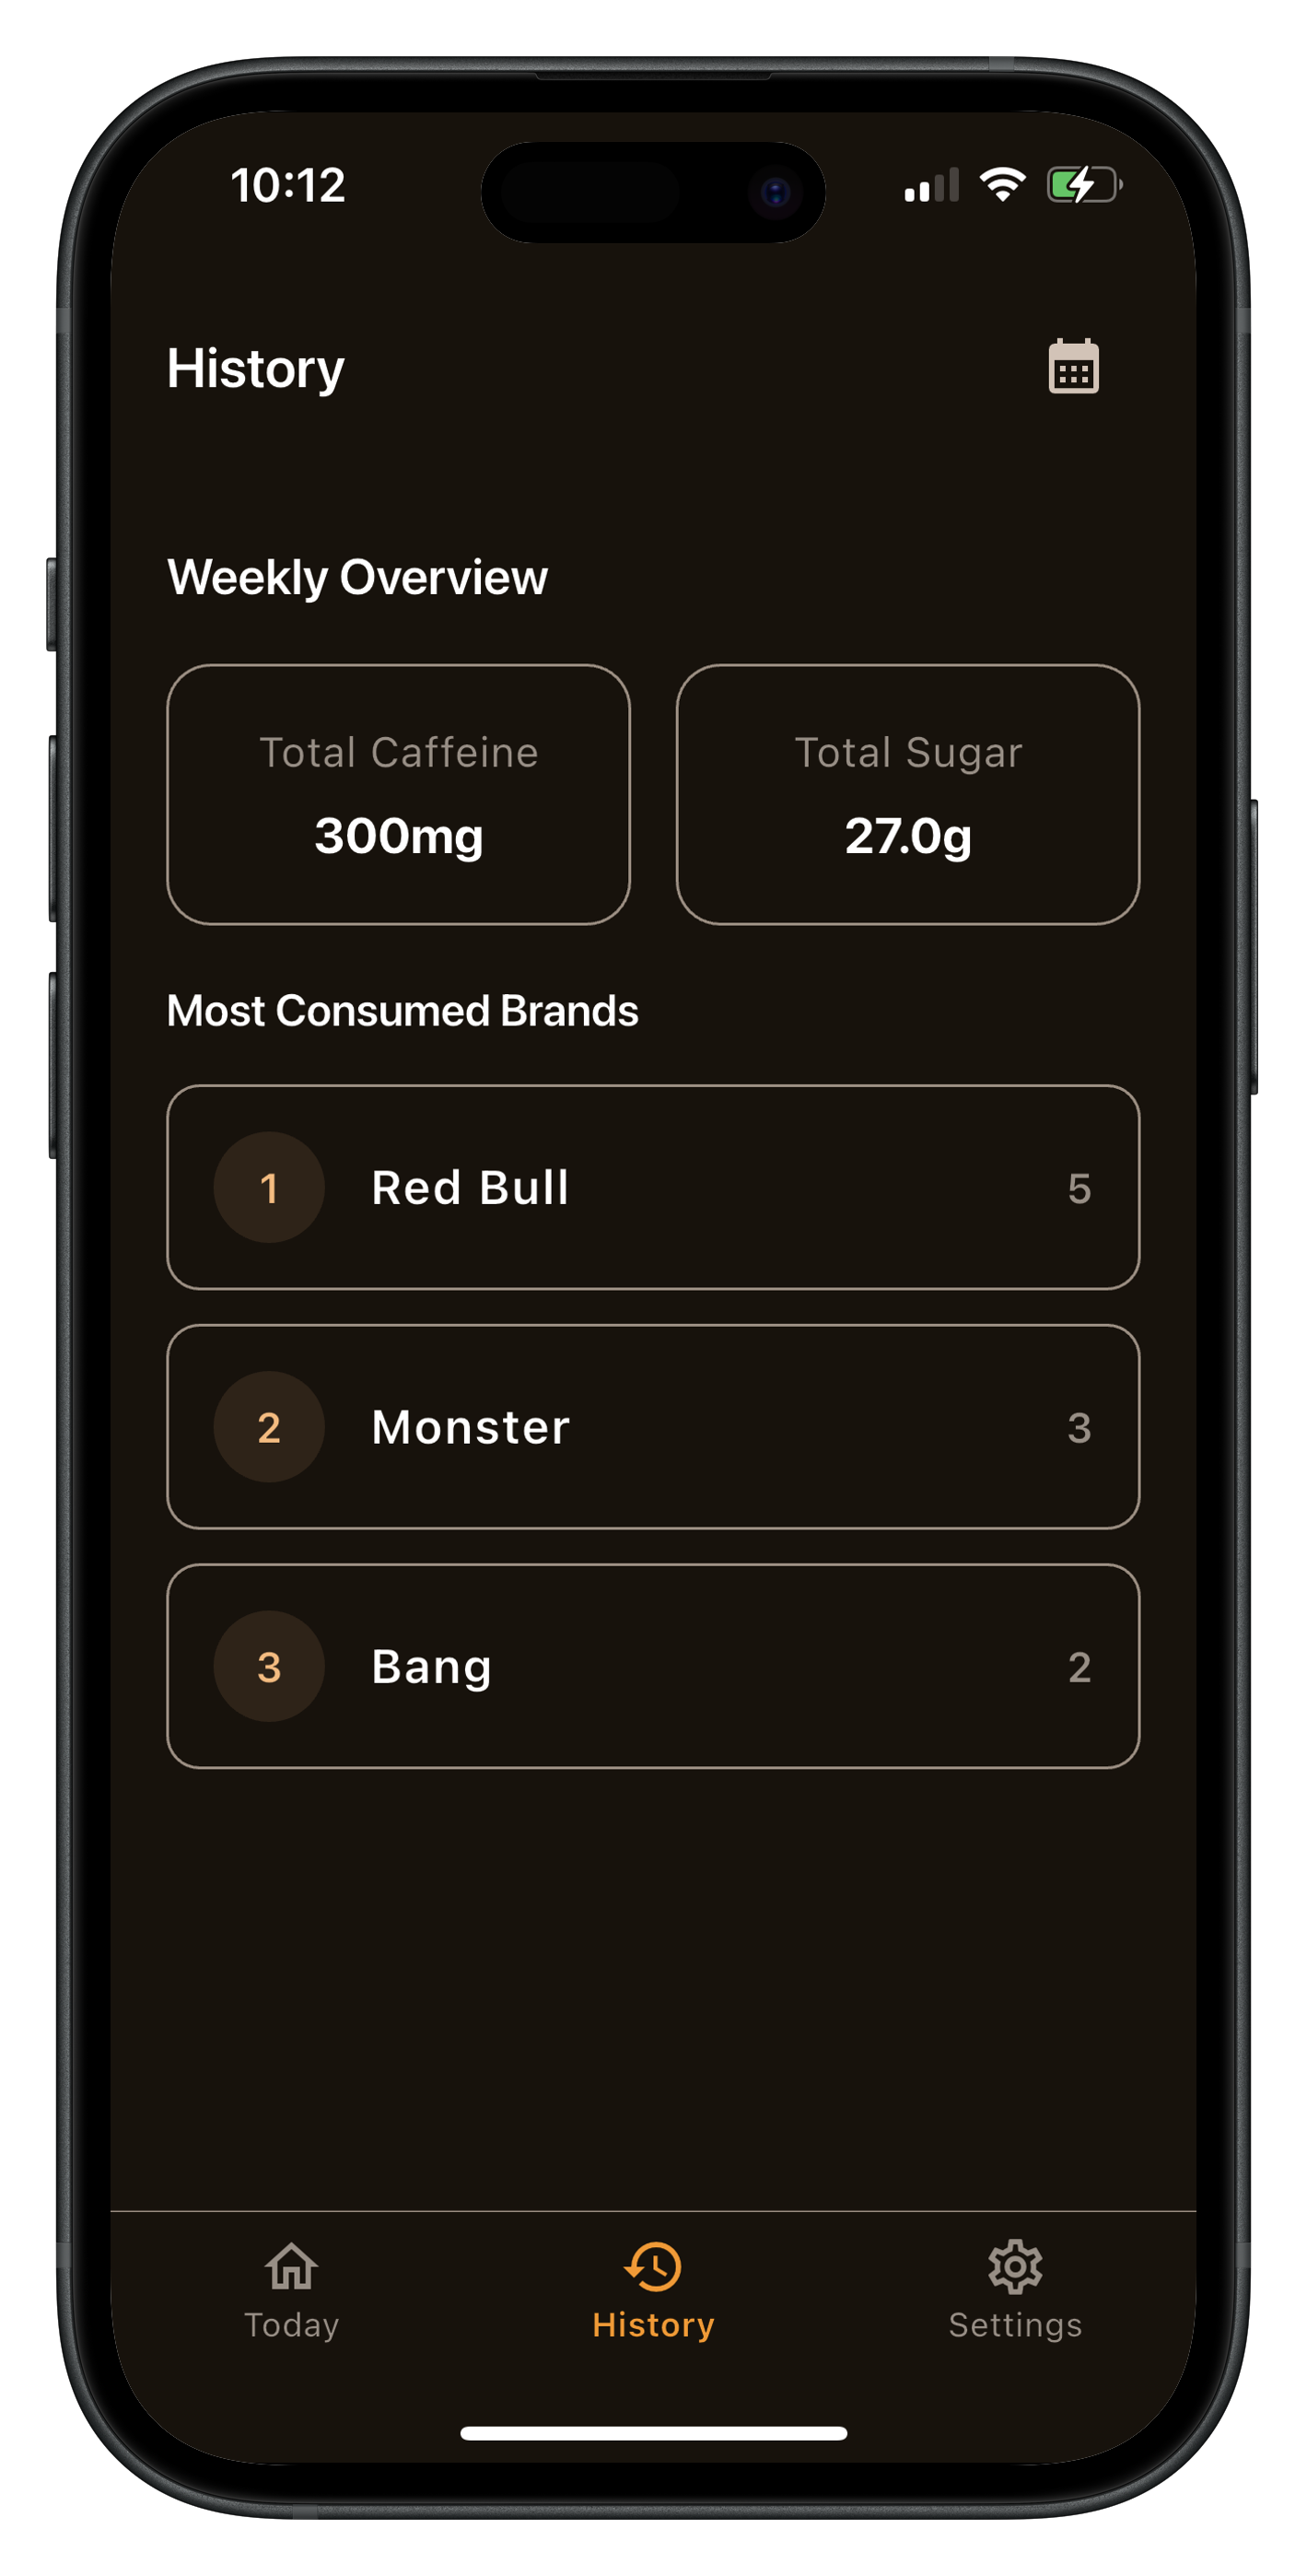 10:12
History
Weekly Overview
Total Caffeine
300mg
Total Sugar
27.0g
Most Consumed Brands
1 Red Bull 5
2 Monster 3
3 Bang 2
Today History Settings